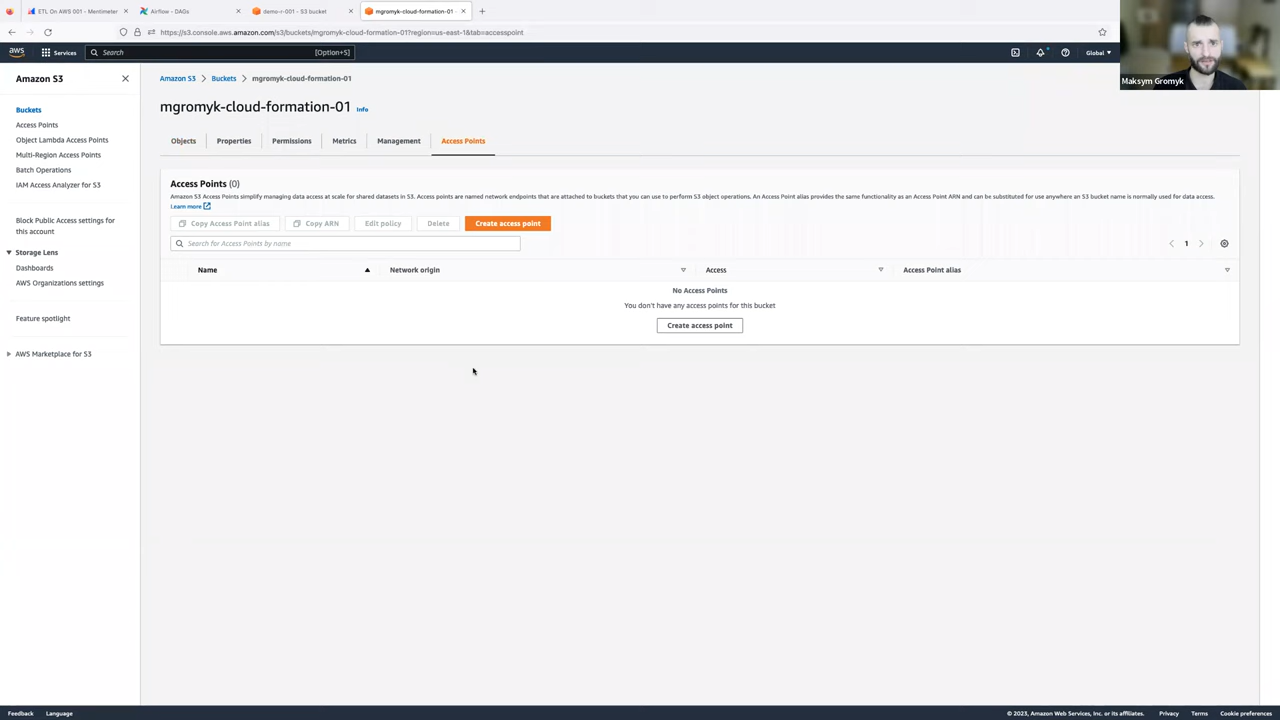 ETL On AWS 001 - Mentimeter
Airflow - DAGs
demo-r-001 - S3 bucket
mgromyk-cloud-formation-01
https://s3.console.aws.amazon.com/s3/buckets/mgromyk-cloud-formation-01?region=us-east-1&tab=accesspoint
aws
Services
Search
[Option+S]
Global
Maksym Gromyk
Amazon S3
Buckets
Access Points
Object Lambda Access Points
Multi-Region Access Points
Batch Operations
IAM Access Analyzer for S3
Block Public Access settings for
this account
Storage Lens
Dashboards
AWS Organizations settings
Feature spotlight
AWS Marketplace for S3
Amazon S3 > Buckets > mgromyk-cloud-formation-01
mgromyk-cloud-formation-01 Info
Objects Properties Permissions Metrics Management Access Points
Access Points (0)
Amazon S3 Access Points simplify managing data access at scale for shared datasets in S3. Access points are named network endpoints that are attached to buckets that you can use to perform S3 object operations. An Access Point alias provides the same functionality as an Access Point ARN and can be substituted for use anywhere an S3 bucket name is normally used for data access.
Learn more
Copy Access Point alias Copy ARN Edit policy Delete Create access point
Search for Access Points by name
1
Name Network origin Access Access Point alias
No Access Points
You don't have any access points for this bucket
Create access point
Feedback Language © 2023, Amazon Web Services, Inc. or its affiliates. Privacy Terms Cookie preferences